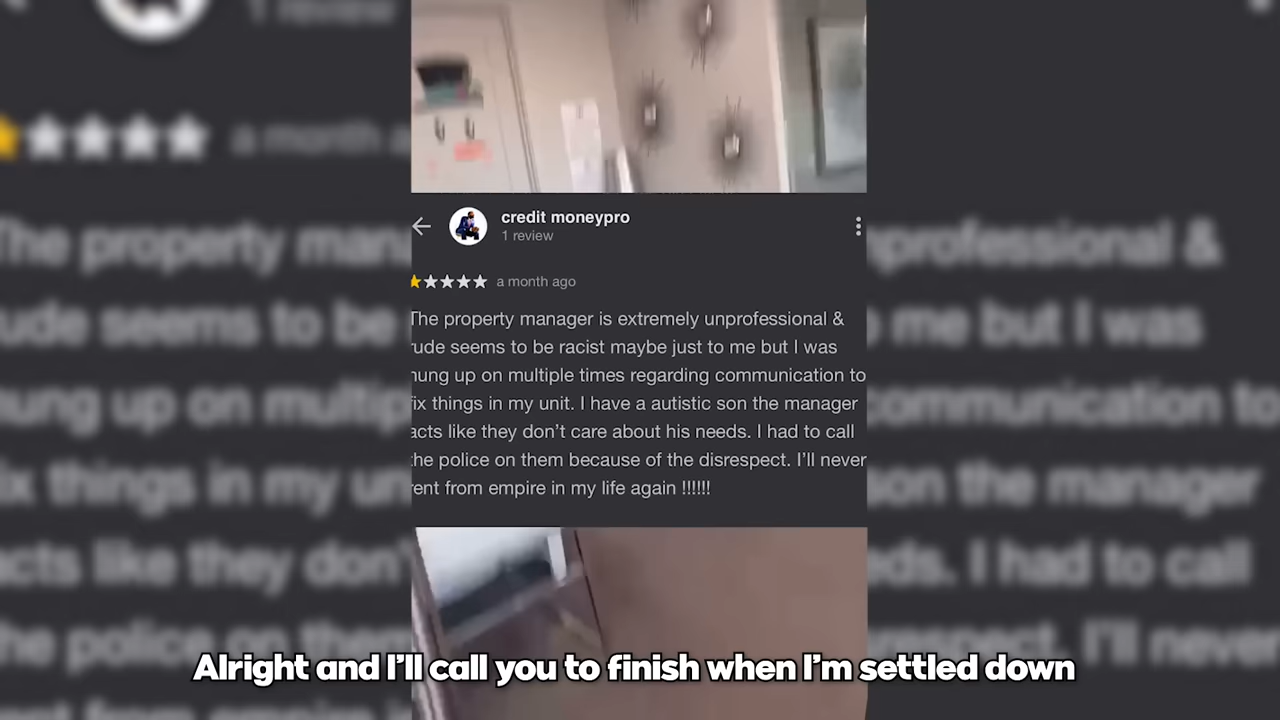 credit moneypro
1 review
a month ago
The property manager is extremely unprofessional &
rude seems to be racist maybe just to me but I was
hung up on multiple times regarding communication to
fix things in my unit. I have a autistic son the manager
acts like they don't care about his needs. I had to call
the police on them because of the disrespect. I'll never
rent from empire in my life again !!!!!!
Alright and I'll call you to finish when I'm settled down